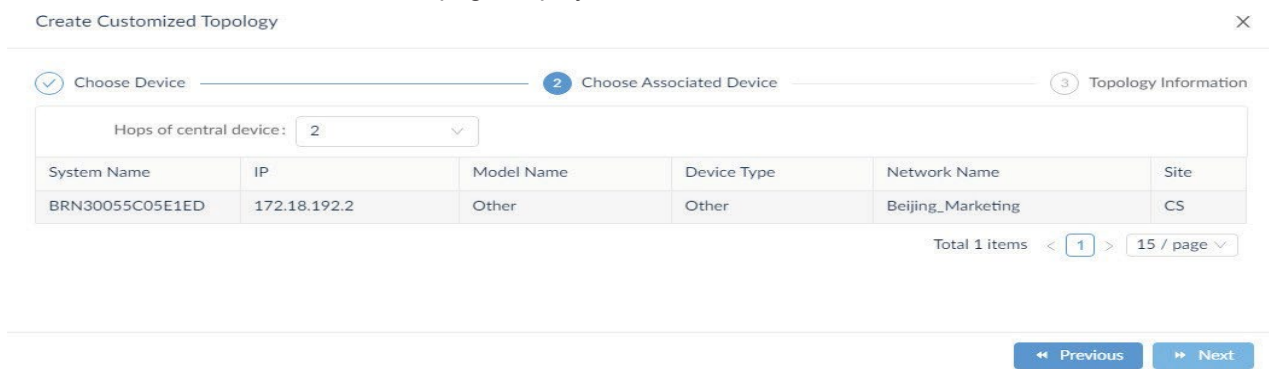 Create Customized Topology
Choose Device 2 Choose Associated Device 3 Topology Information
Hops of central device: 2
System Name IP Model Name Device Type Network Name Site
BRN30055C05E1ED 172.18.192.2 Other Other Beijing_Marketing CS
Total 1 items < 1 > 15 / page
Previous Next